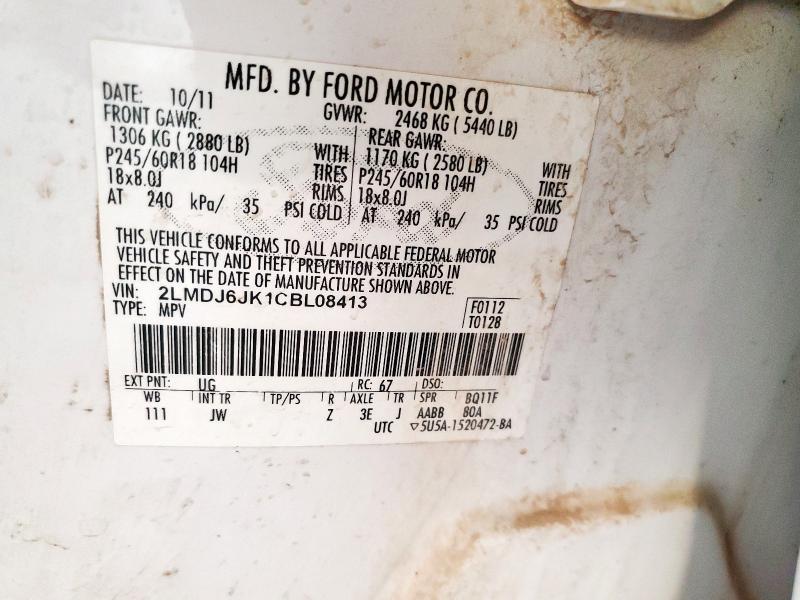 MFD. BY FORD MOTOR CO.
DATE: 10/11 GVWR: 2468 KG ( 5440 LB)
FRONT GAWR: REAR GAWR:
1306 KG ( 2880 LB) WITH 1170 KG ( 2580 LB) WITH
P245/60R18 104H TIRES P245/60R18 104H TIRES
18x8.0J RIMS 18x8.0J RIMS
AT 240 kPa/ 35 PSI COLD AT 240 kPa/ 35 PSI COLD
THIS VEHICLE CONFORMS TO ALL APPLICABLE FEDERAL MOTOR
VEHICLE SAFETY AND THEFT PREVENTION STANDARDS IN
EFFECT ON THE DATE OF MANUFACTURE SHOWN ABOVE.
VIN: 2LMDJ6JK1CBL08413
TYPE: MPV
F0112
T0128
EXT PNT: UG RC: 67 DSO:
WB INT TR TP/PS R AXLE TR SPR BQ11F
111 JW Z 3E J AABB 80A
UTC ▽5U5A-1520472-BA